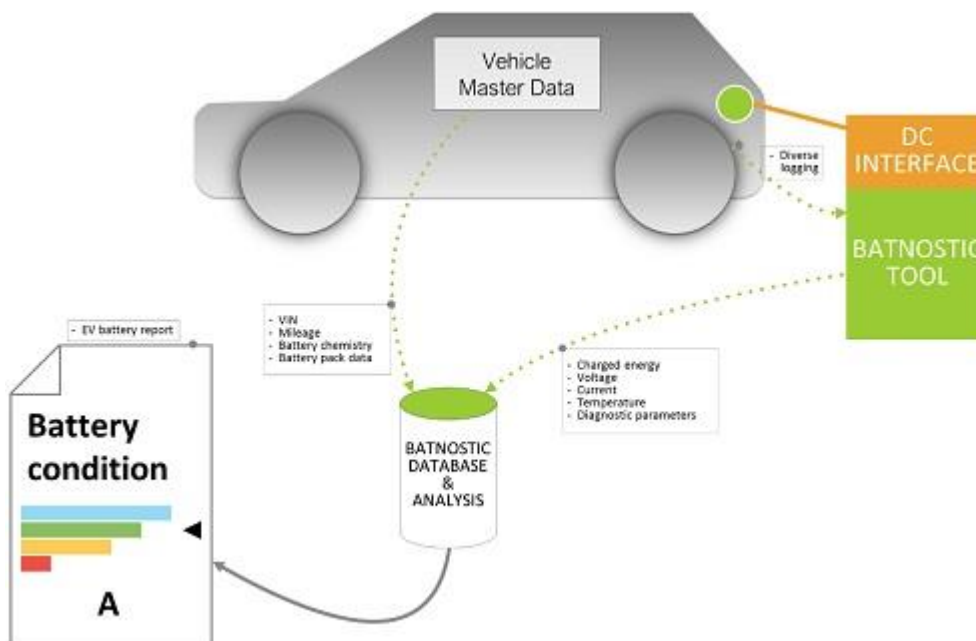 Vehicle
Master Data
DC
INTERFACE
- Diverse
logging
BATNOSTIC
TOOL
- VIN
- Mileage
- Battery chemistry
- Battery pack data
- EV battery report
- Charged energy
- Voltage
- Current
- Temperature
- Diagnostic parameters
Battery
condition
BATNOSTIC
DATABASE
&
ANALYSIS
A